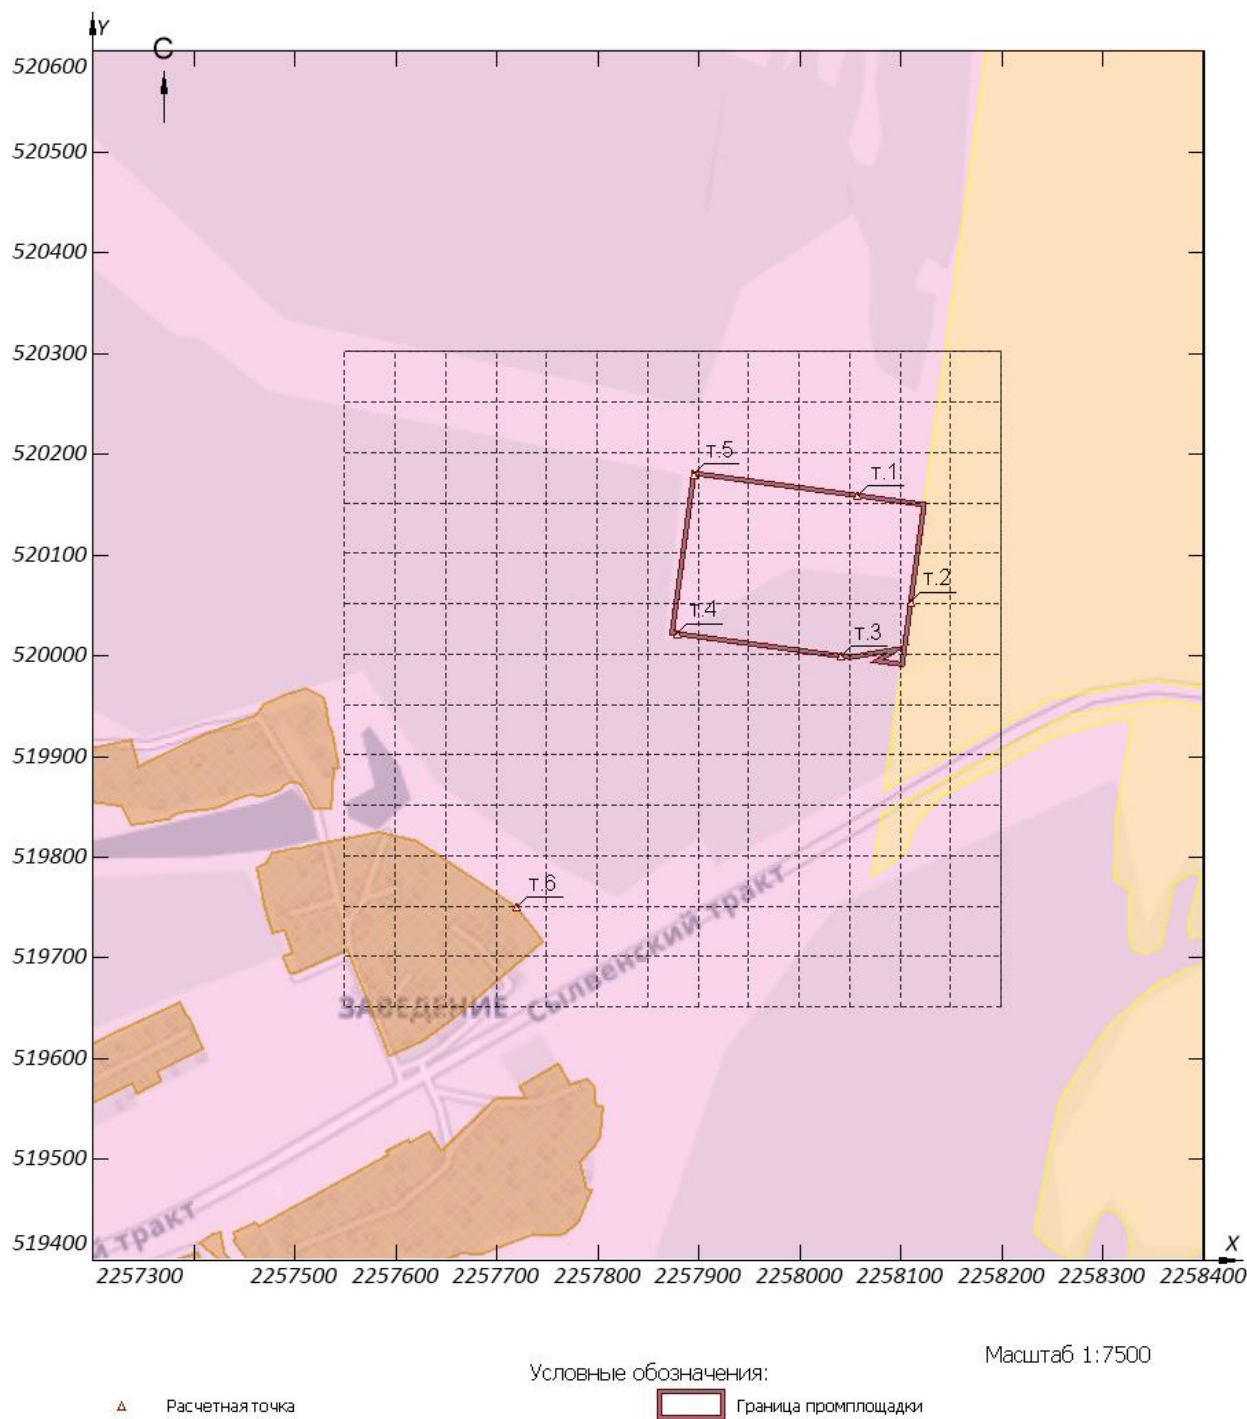 Y
С
520600
520500
520400
520300
520200
т.5
т.1
520100
т.2
т.4
т.3
520000
519900
519800
т.6
519700
Сылвенский тракт
ЗАВЕДЕНИЕ
519600
519500
й тракт
519400
X
2257300 2257500 2257600 2257700 2257800 2257900 2258000 2258100 2258200 2258300 2258400
Масштаб 1:7500
Условные обозначения:
Расчетная точка Граница промплощадки